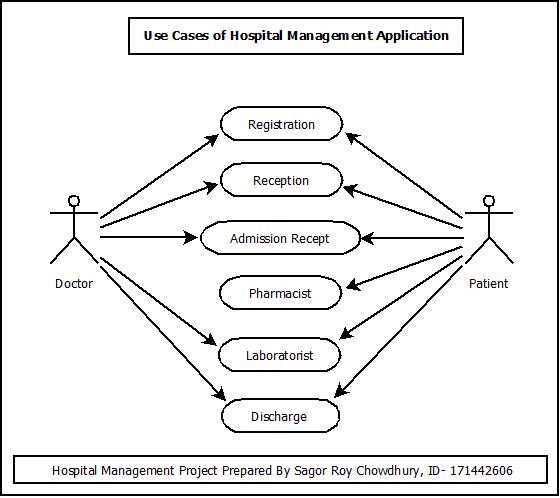 Use Cases of Hospital Management Application
Registration
Reception
Admission Recept
Doctor
Pharmacist
Patient
Laboratorist
Discharge
Hospital Management Project Prepared By Sagor Roy Chowdhury, ID- 171442606